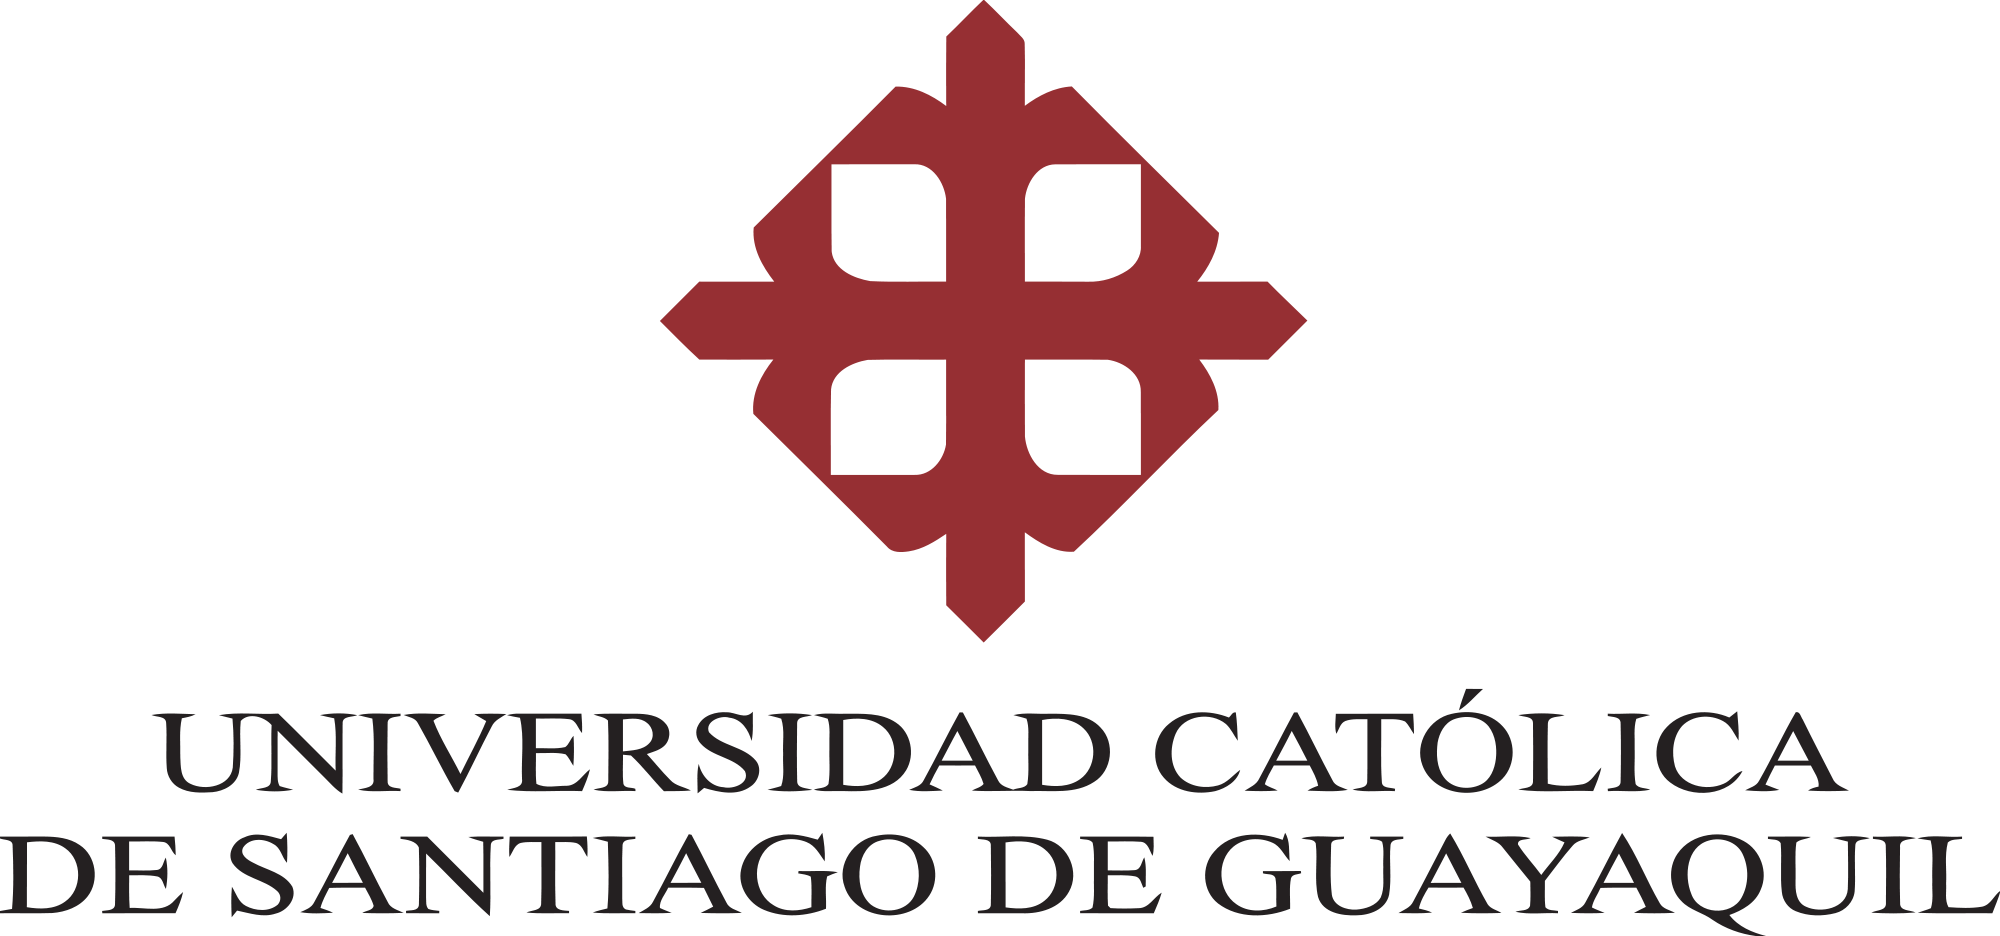 UNIVERSIDAD CATÓLICA
DE SANTIAGO DE GUAYAQUIL